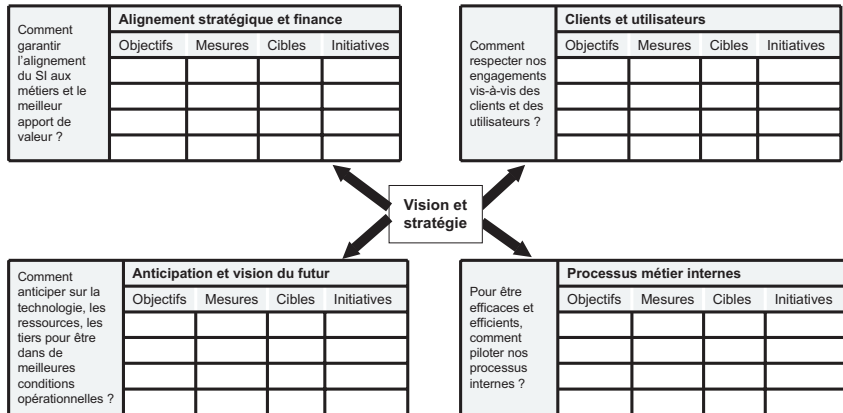 Comment
garantir
l'alignement
du SI aux
métiers et le
meilleur
apport de
valeur ?
Alignement stratégique et finance
Objectifs Mesures Cibles Initiatives
Comment
respecter nos
engagements
vis-à-vis des
clients et des
utilisateurs ?
Clients et utilisateurs
Objectifs Mesures Cibles Initiatives
Vision et
stratégie
Comment
anticiper sur la
technologie, les
ressources, les
tiers pour être
dans de
meilleures
conditions
opérationnelles ?
Anticipation et vision du futur
Objectifs Mesures Cibles Initiatives
Pour être
efficaces et
efficients,
comment
piloter nos
processus
internes ?
Processus métier internes
Objectifs Mesures Cibles Initiatives